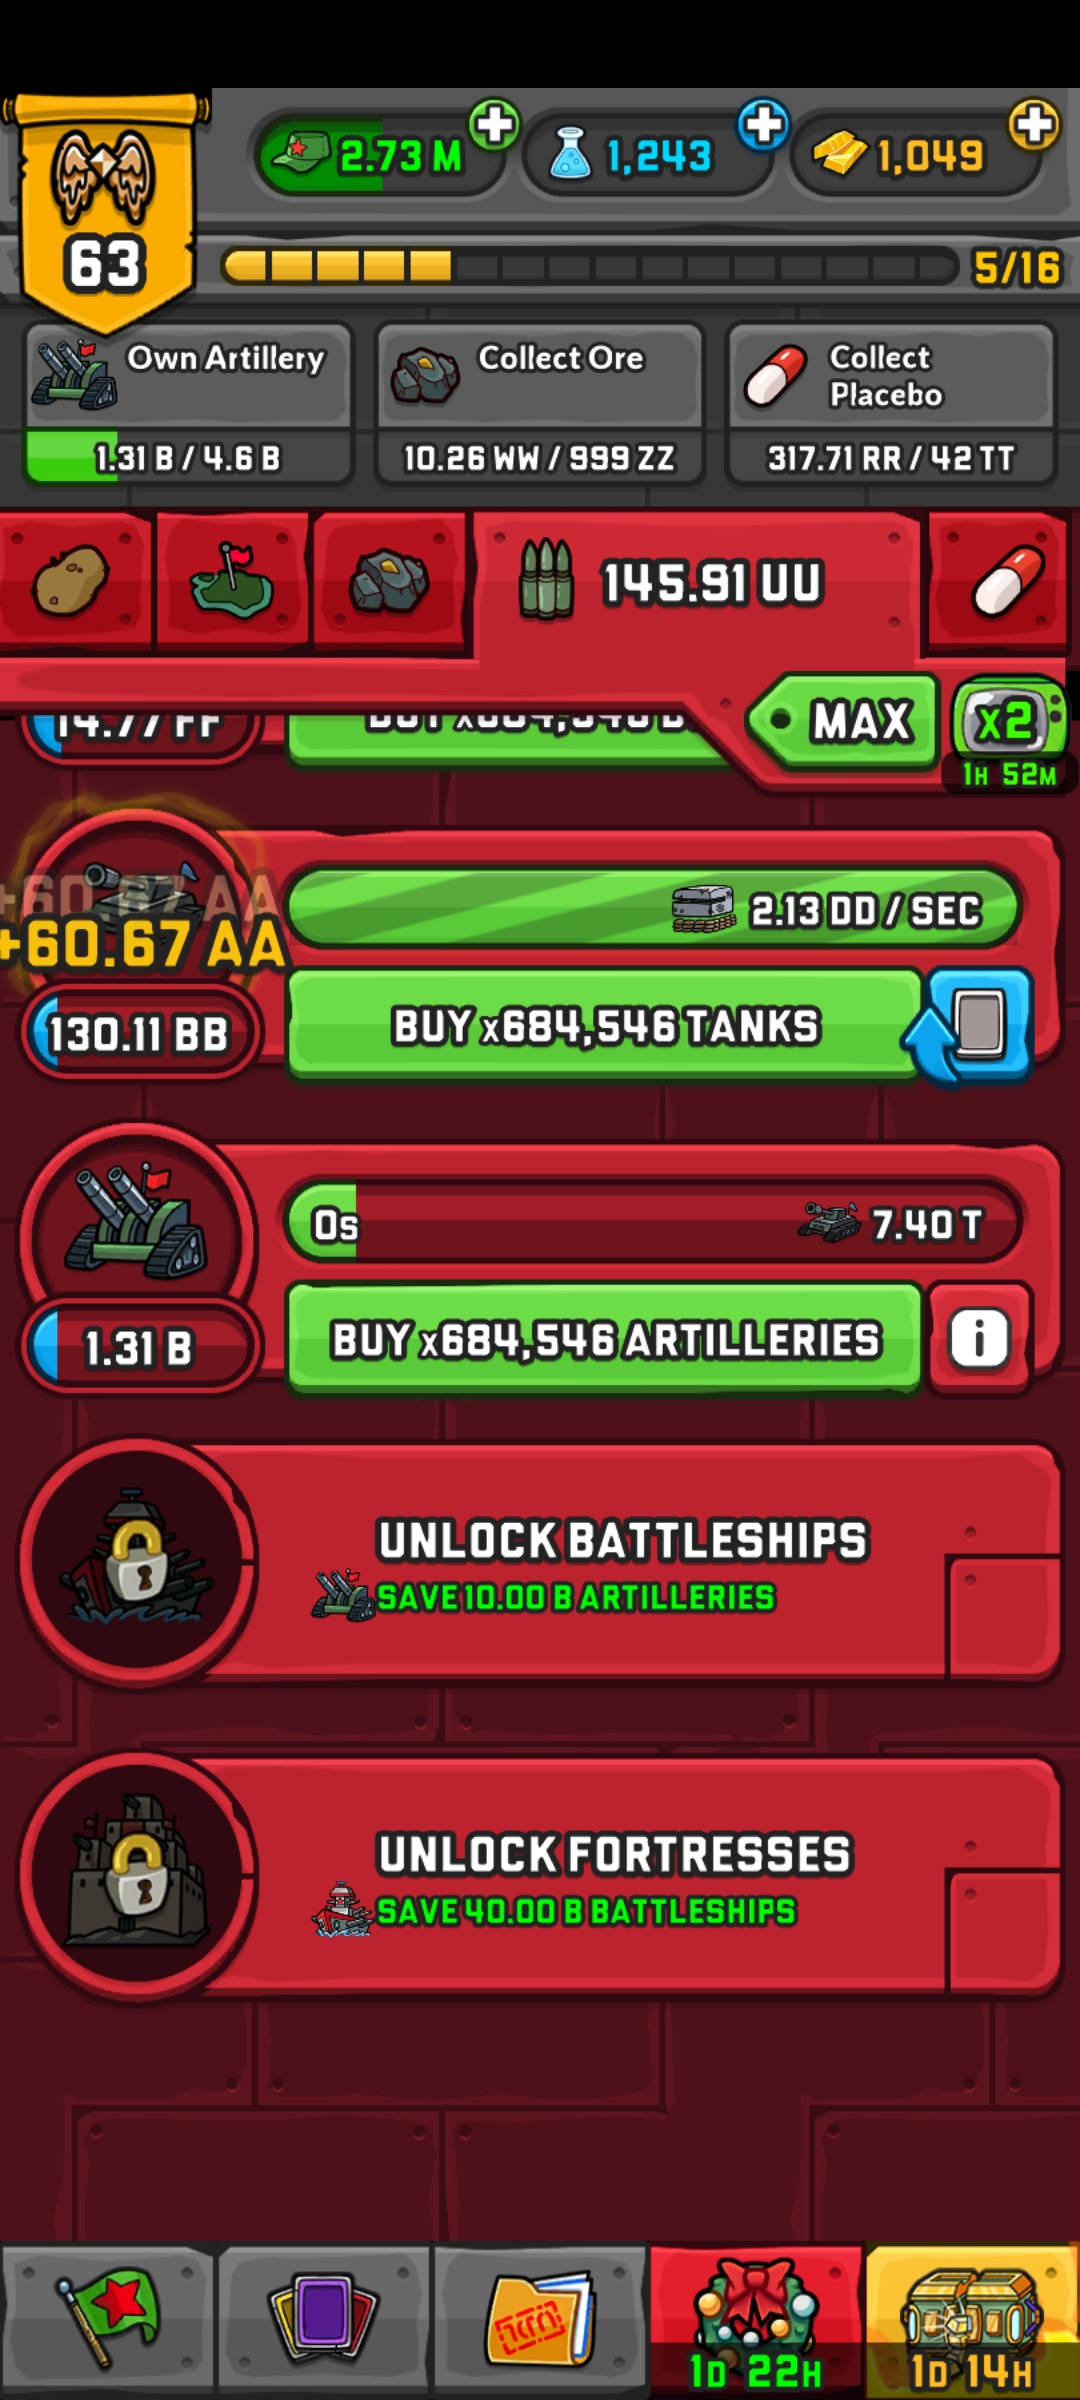 2.73 M
1,243
1,049
63
5/16
Own Artillery
1.31 B / 4.6 B
Collect Ore
10.26 WW / 999 ZZ
Collect
Placebo
317.71 RR / 42 TT
145.91 UU
14.77 FF
MAX
x2
1H 52M
+60.67 AA
+60.67 AA
2.13 DD / SEC
130.11 BB
BUY x684,546 TANKS
0s
7.40 T
1.31 B
BUY x684,546 ARTILLERIES
i
UNLOCK BATTLESHIPS
SAVE 10.00 B ARTILLERIES
UNLOCK FORTRESSES
SAVE 40.00 B BATTLESHIPS
1D 22H
1D 14H